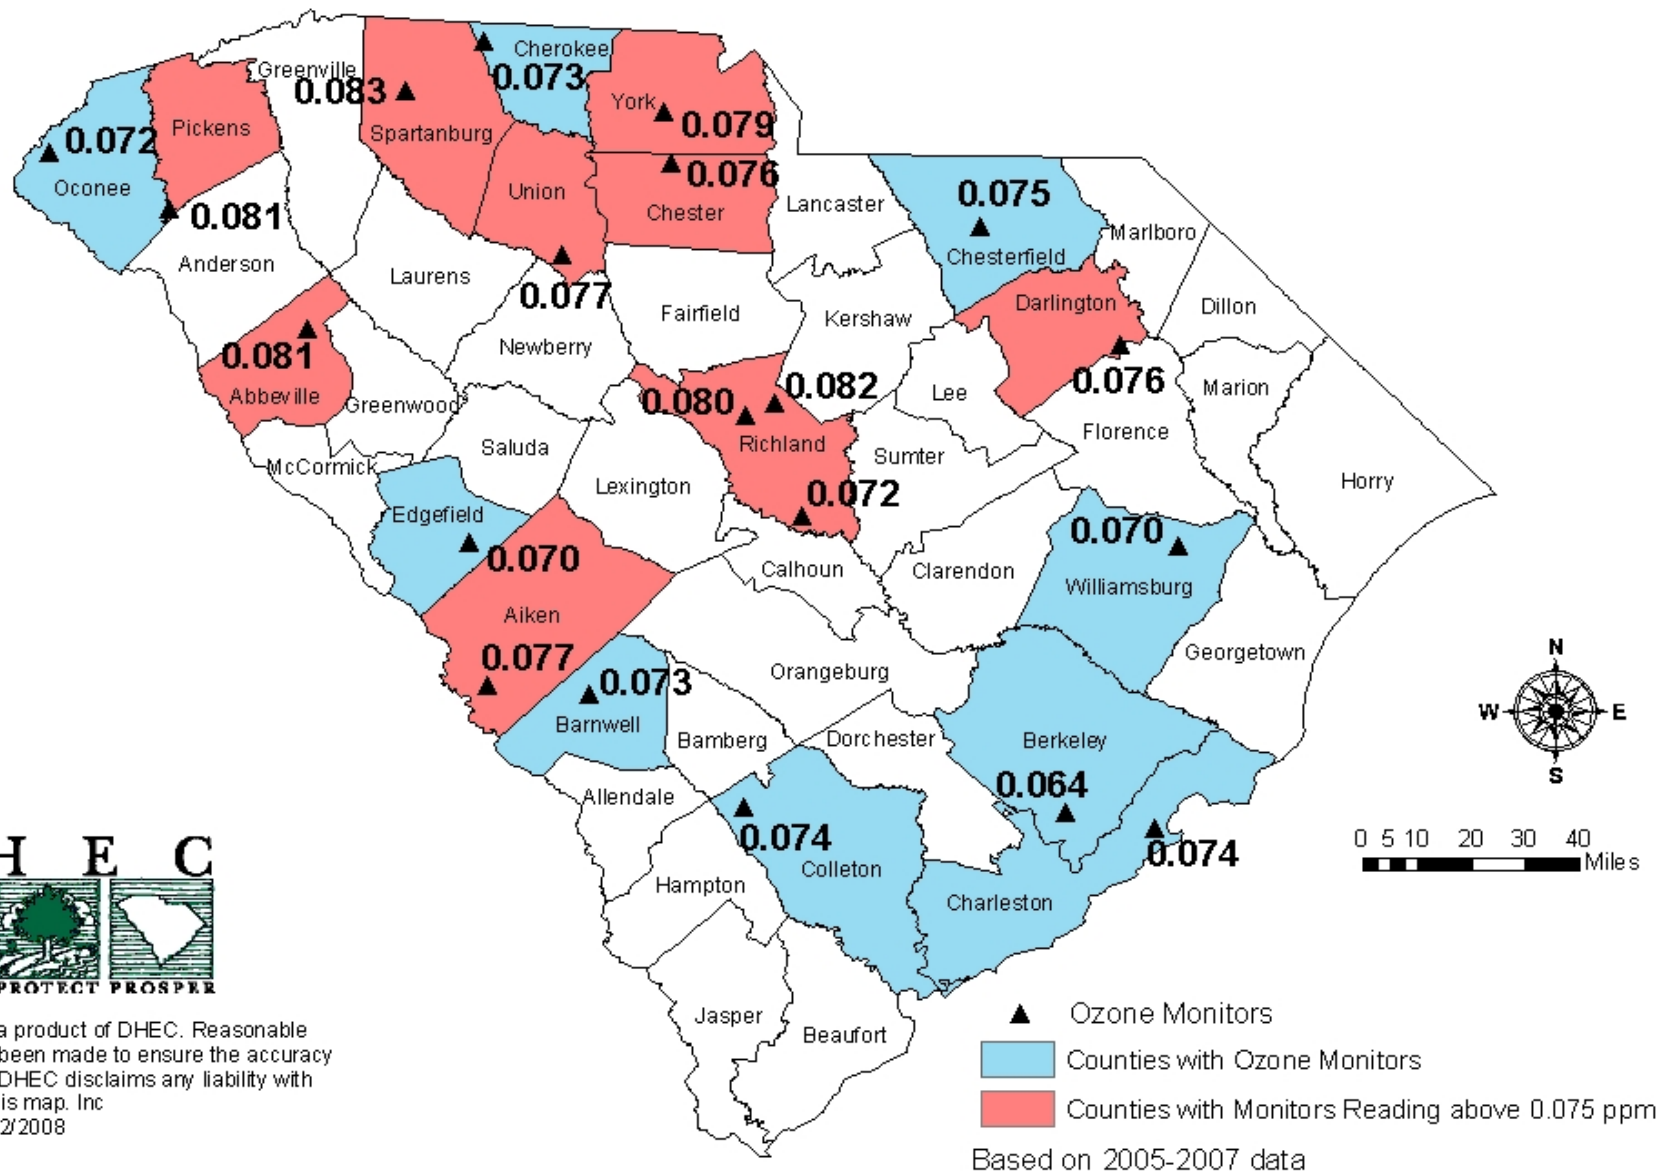 Greenville
Cherokee
0.083
0.073
York
0.079
Pickens
Spartanburg
0.072
Oconee
Union
0.076
Chester
Lancaster
0.075
0.081
Marlboro
Anderson
Chesterfield
Laurens
0.077
Darlington
Dillon
Fairfield
Kershaw
Newberry
0.081
Abbeville
0.076
Greenwood
0.080
0.082
Lee
Marion
Richland
Florence
Saluda
Sumter
McCormick
Lexington
Horry
0.072
Edgefield
0.070
0.070
Calhoun
Clarendon
Williamsburg
Aiken
0.077
Orangeburg
Georgetown
0.073
Barnwell
Bamberg
Dorchester
Berkeley
0.064
Allendale
0.074
0.074
Colleton
Hampton
Charleston
Jasper
Beaufort
N
W E
S
0 5 10 20 30 40
Miles
H E C
PROTECT PROSPER
a product of DHEC. Reasonable
been made to ensure the accuracy
DHEC disclaims any liability with
is map. Inc
2/2008
Ozone Monitors
Counties with Ozone Monitors
Counties with Monitors Reading above 0.075 ppm
Based on 2005-2007 data